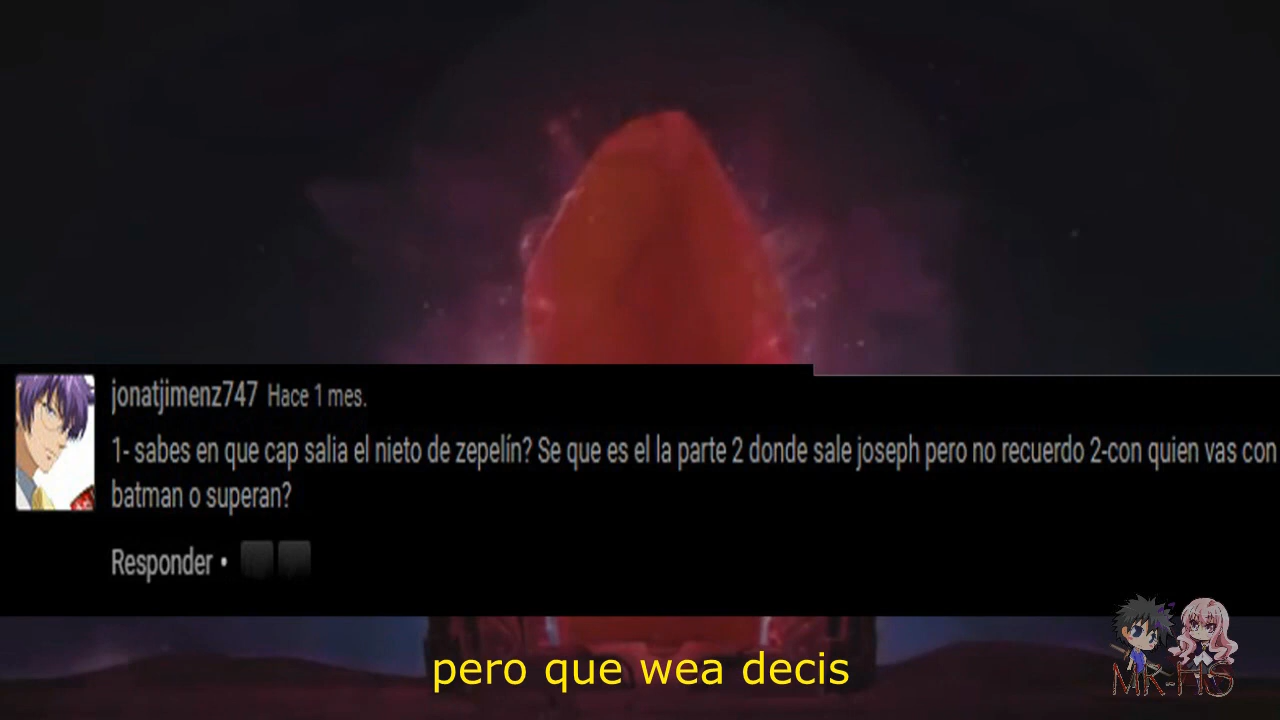 jonatjimenz747 Hace 1 mes.
1- sabes en que cap salia el nieto de zepelín? Se que es el la parte 2 donde sale joseph pero no recuerdo 2-con quien vas con
batman o superan?
Responder •
pero que wea decis
MR-HS